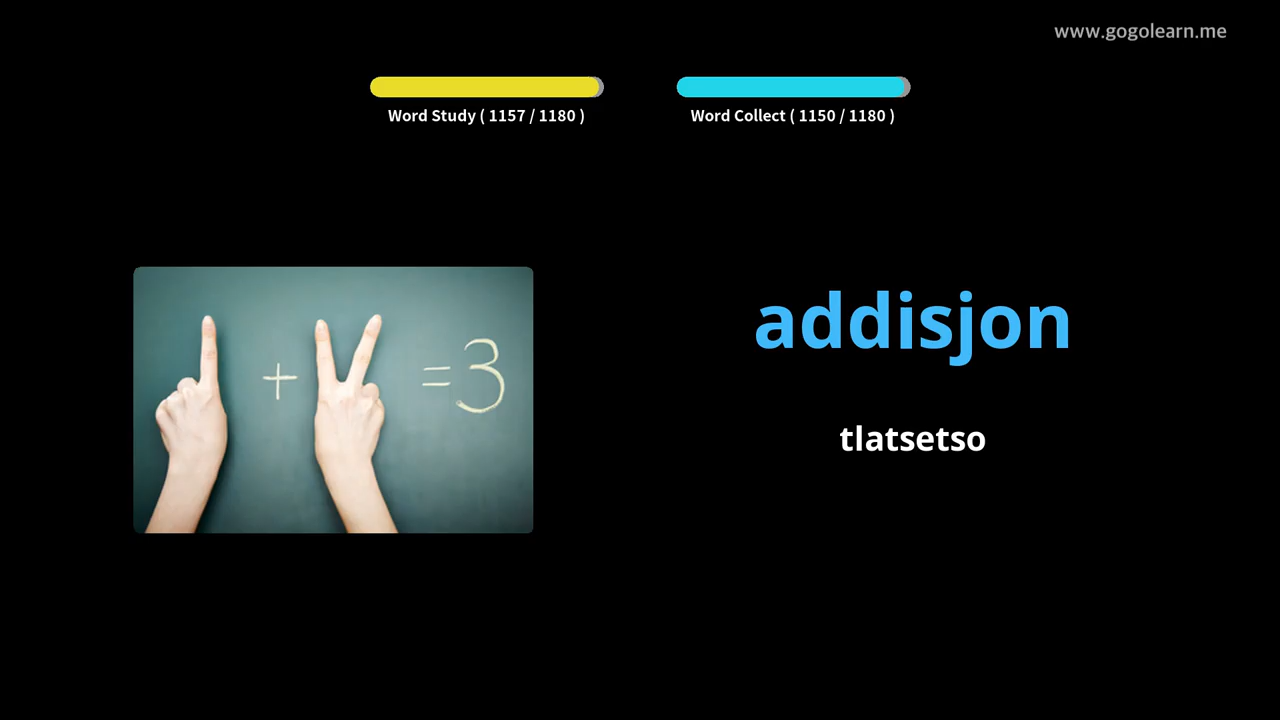 www.gogolearn.me
Word Study ( 1157 / 1180 )
Word Collect ( 1150 / 1180 )
+ =3
addisjon
tlatsetso